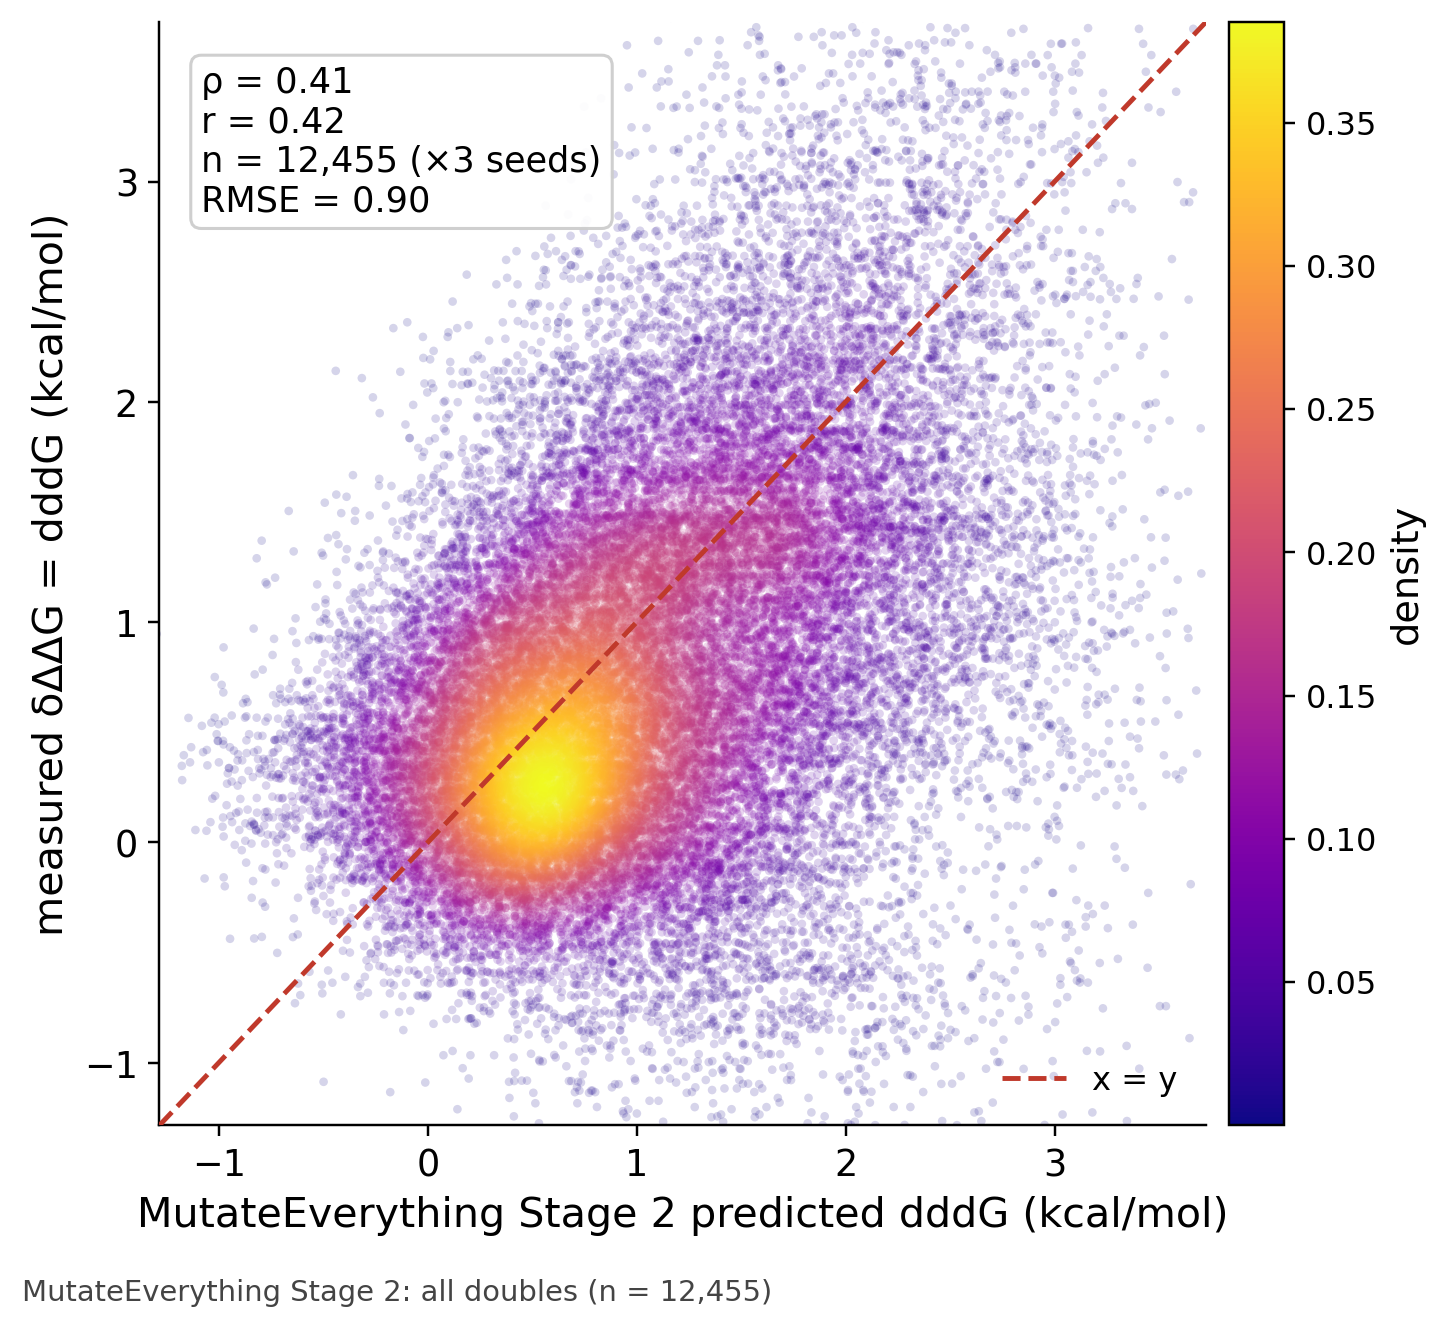 ρ = 0.41
r = 0.42
n = 12,455 (×3 seeds)
RMSE = 0.90
measured δΔΔG = dddG (kcal/mol)
3
2
1
0
−1
−1
0
1
2
3
x = y
MutateEverything Stage 2 predicted dddG (kcal/mol)
0.35
0.30
0.25
0.20
0.15
0.10
0.05
density
MutateEverything Stage 2: all doubles (n = 12,455)